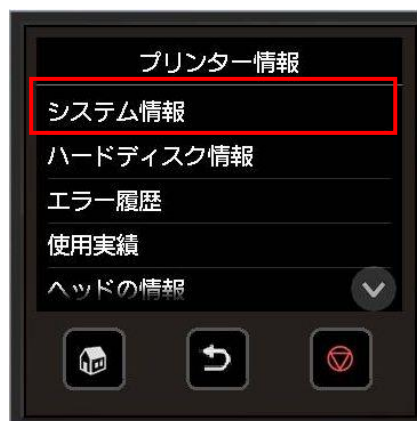 プリンター情報
システム情報
ハードディスク情報
エラー履歴
使用実績
ヘッドの情報